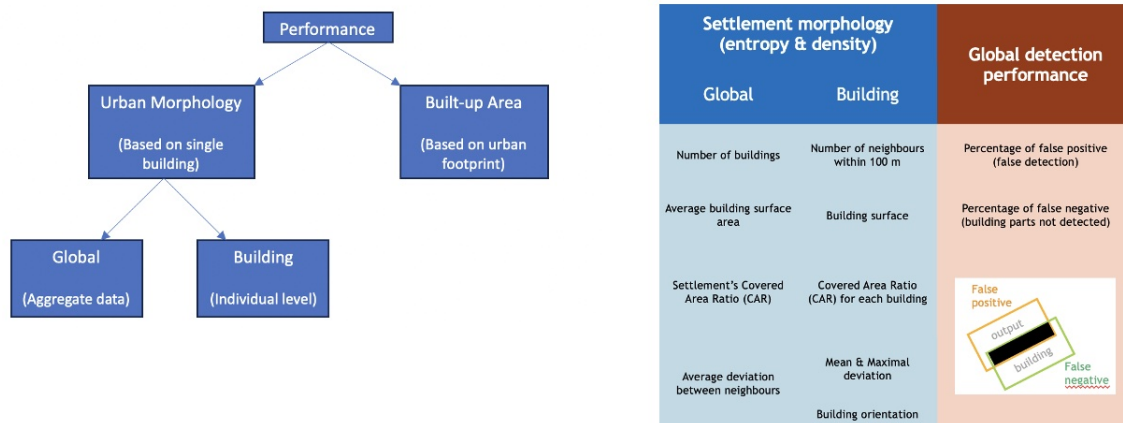 Performance
Urban Morphology
(Based on single
building)
Built-up Area
(Based on urban
footprint)
Global
(Aggregate data)
Building
(Individual level)
Settlement morphology
(entropy & density)
Global
Building
Global detection
performance
Number of buildings
Number of neighbours
within 100 m
Percentage of false positive
(false detection)
Average building surface
area
Building surface
Percentage of false negative
(building parts not detected)
Settlement's Covered
Area Ratio (CAR)
Covered Area Ratio
(CAR) for each building
False
positive
output
building
False
negative
Average deviation
between neighbours
Mean & Maximal
deviation
Building orientation